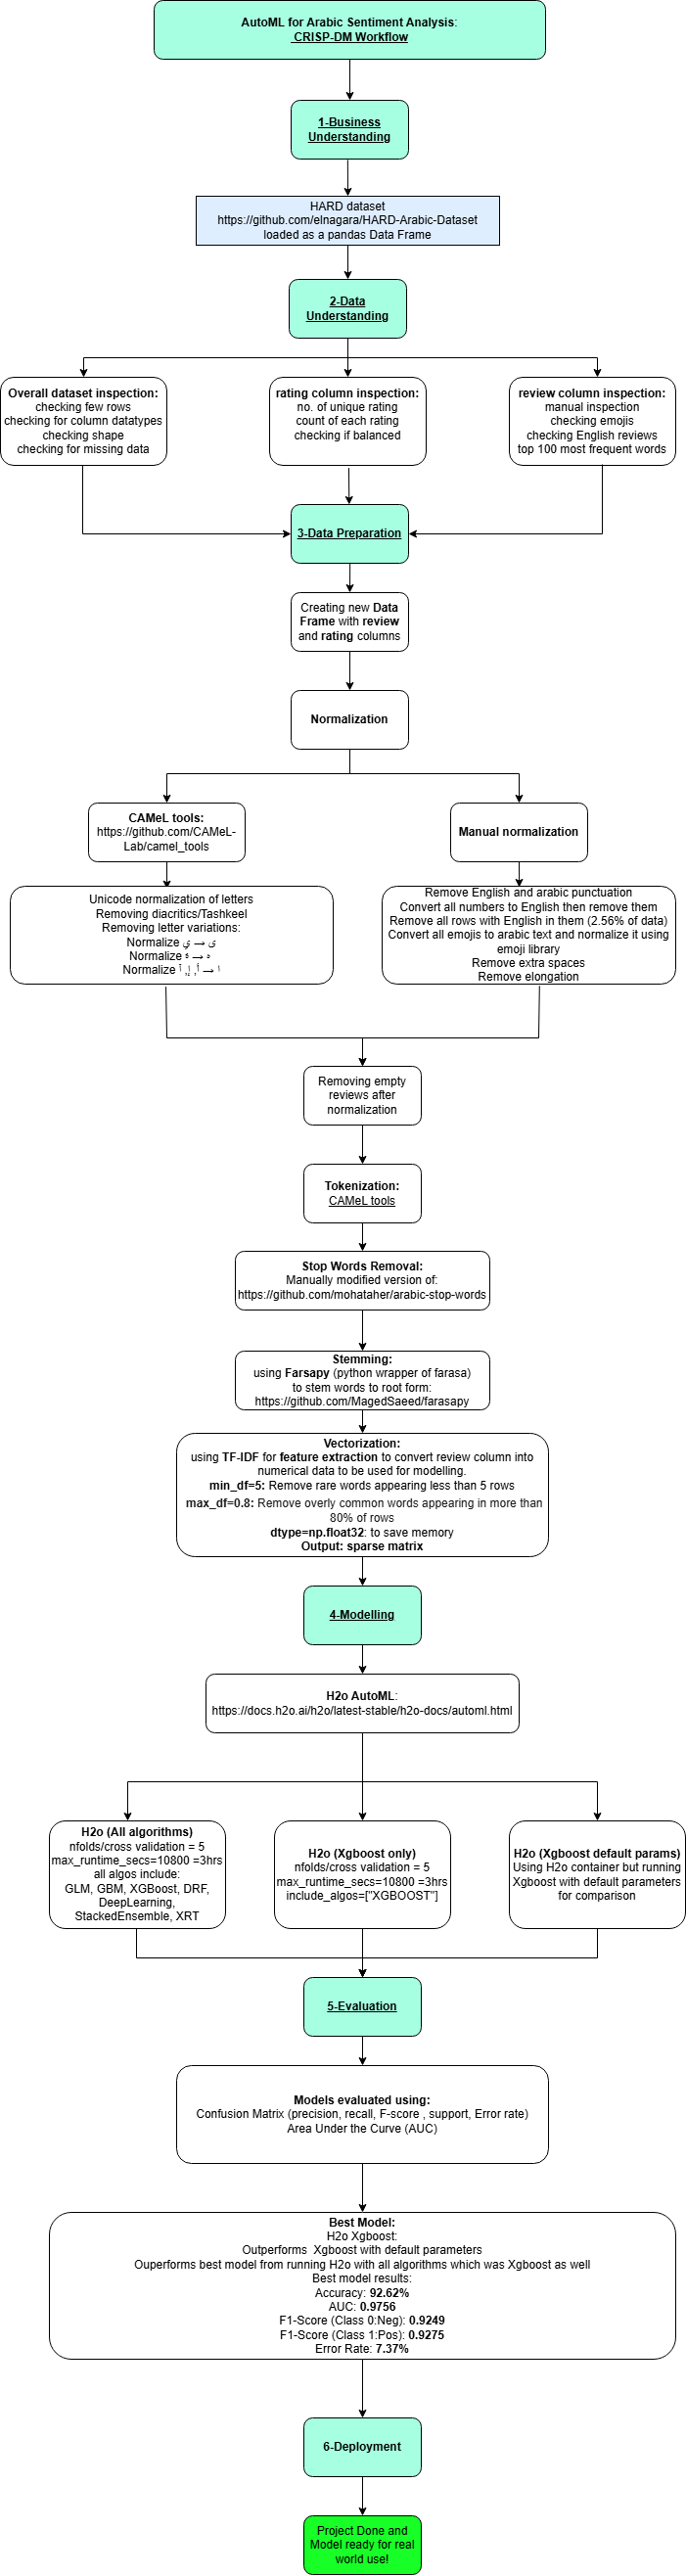 AutoML for Arabic Sentiment Analysis:
CRISP-DM Workflow
1-Business
Understanding
HARD dataset
https://github.com/elnagara/HARD-Arabic-Dataset
loaded as a pandas Data Frame
2-Data
Understanding
Overall dataset inspection:
checking few rows
checking for column datatypes
checking shape
checking for missing data
rating column inspection:
no. of unique rating
count of each rating
checking if balanced
review column inspection:
manual inspection
checking emojis
checking English reviews
top 100 most frequent words
3-Data Preparation
Creating new Data
Frame with review
and rating columns
Normalization
CAMeL tools:
https://github.com/CAMeL-
Lab/camel_tools
Manual normalization
Unicode normalization of letters
Removing diacritics/Tashkeel
Removing letter variations:
Normalize ي → ى
Normalize ة → ه
Normalize أ, إ, آ → ا
Remove English and arabic punctuation
Convert all numbers to English then remove them
Remove all rows with English in them (2.56% of data)
Convert all emojis to arabic text and normalize it using
emoji library
Remove extra spaces
Remove elongation
Removing empty
reviews after
normalization
Tokenization:
CAMeL tools
Stop Words Removal:
Manually modified version of:
https://github.com/mohataher/arabic-stop-words
Stemming:
using Farsapy (python wrapper of farasa)
to stem words to root form:
https://github.com/MagedSaeed/farasapy
Vectorization:
using TF-IDF for feature extraction to convert review column into
numerical data to be used for modelling.
min_df=5: Remove rare words appearing less than 5 rows
max_df=0.8: Remove overly common words appearing in more than
80% of rows
dtype=np.float32: to save memory
Output: sparse matrix
4-Modelling
H2o AutoML:
https://docs.h2o.ai/h2o/latest-stable/h2o-docs/automl.html
H2o (All algorithms)
nfolds/cross validation = 5
max_runtime_secs=10800 =3hrs
all algos include:
GLM, GBM, XGBoost, DRF,
DeepLearning,
StackedEnsemble, XRT
H2o (Xgboost only)
nfolds/cross validation = 5
max_runtime_secs=10800 =3hrs
include_algos=["XGBOOST"]
H2o (Xgboost default params)
Using H2o container but running
Xgboost with default parameters
for comparison
5-Evaluation
Models evaluated using:
Confusion Matrix (precision, recall, F-score , support, Error rate)
Area Under the Curve (AUC)
Best Model:
H2o Xgboost:
Outperforms  Xgboost with default parameters
Ouperforms best model from running H2o with all algorithms which was Xgboost as well
Best model results:
Accuracy: 92.62%
AUC: 0.9756
F1-Score (Class 0:Neg): 0.9249
F1-Score (Class 1:Pos): 0.9275
Error Rate: 7.37%
6-Deployment
Project Done and
Model ready for real
world use!